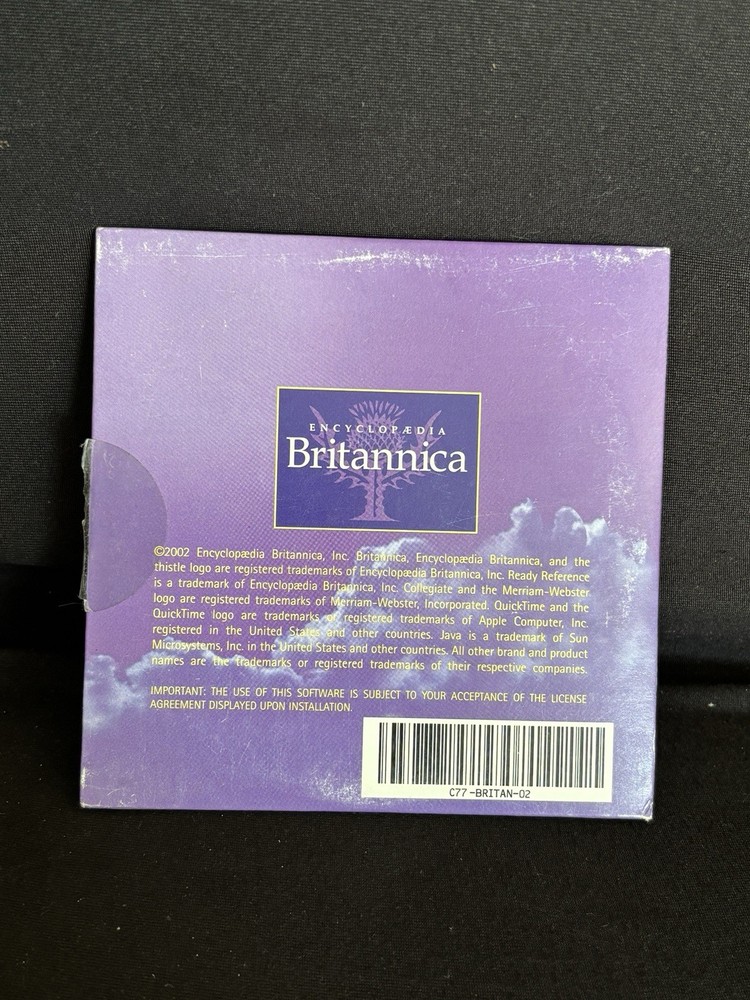 ENCYCLOPÆDIA
Britannica
©2002 Encyclopædia Britannica, Inc. Britannica, Encyclopædia Britannica, and the
thistle logo are registered trademarks of Encyclopædia Britannica, Inc. Ready Reference
is a trademark of Encyclopædia Britannica, Inc. Collegiate and the Merriam-Webster
logo are registered trademarks of Merriam-Webster, Incorporated. QuickTime and the
QuickTime logo are trademarks or registered trademarks of Apple Computer, Inc.
registered in the United States and other countries. Java is a trademark of Sun
Microsystems, Inc. in the United States and other countries. All other brand and product
names are the trademarks or registered trademarks of their respective companies.
IMPORTANT: THE USE OF THIS SOFTWARE IS SUBJECT TO YOUR ACCEPTANCE OF THE LICENSE
AGREEMENT DISPLAYED UPON INSTALLATION.
C77-BRITAN-02